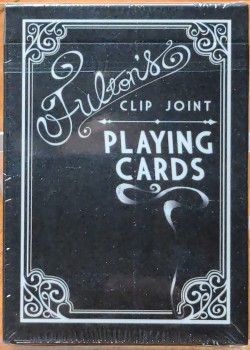 Fulton's
CLIP JOINT
PLAYING
CARDS